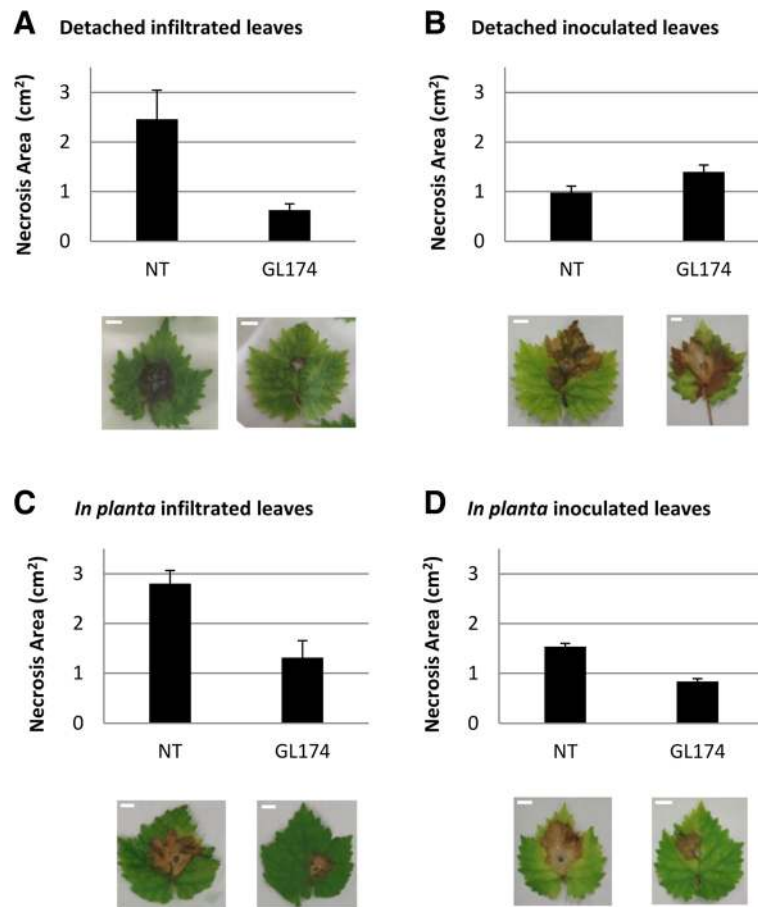 A Detached infiltrated leaves
Necrosis Area (cm²)
3
2
1
0
NT GL174
B Detached inoculated leaves
Necrosis Area (cm²)
3
2
1
0
NT GL174
C In planta infiltrated leaves
Necrosis Area (cm²)
3
2
1
0
NT GL174
D In planta inoculated leaves
Necrosis Area (cm²)
3
2
1
0
NT GL174